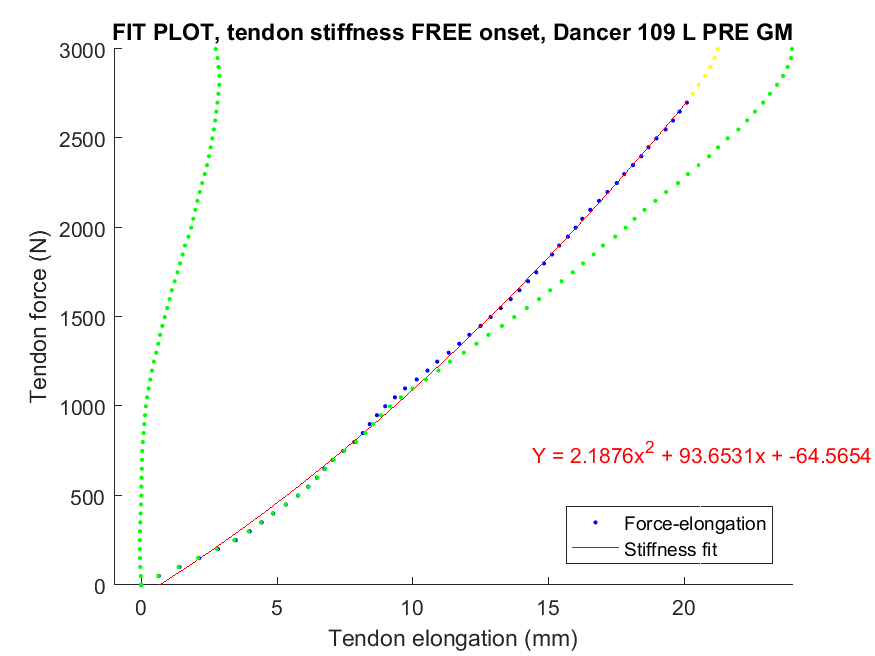 FIT PLOT, tendon stiffness FREE onset, Dancer 109 L PRE GM
3000
2500
2000
1500
1000
500
0
Tendon force (N)
Y = 2.1876x² + 93.6531x + -64.5654
Force-elongation
Stiffness fit
0 5 10 15 20
Tendon elongation (mm)